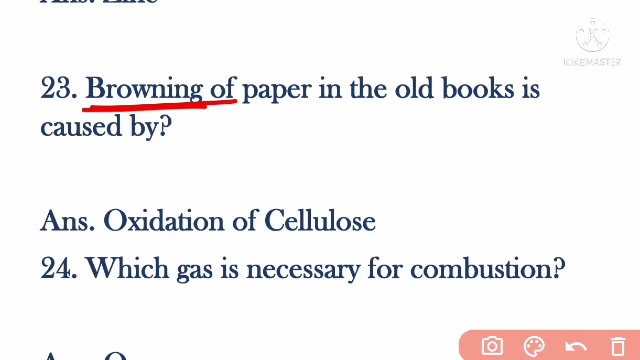 23. Browning of paper in the old books is
caused by?
Ans. Oxidation of Cellulose
24. Which gas is necessary for combustion?
KINEMASTER